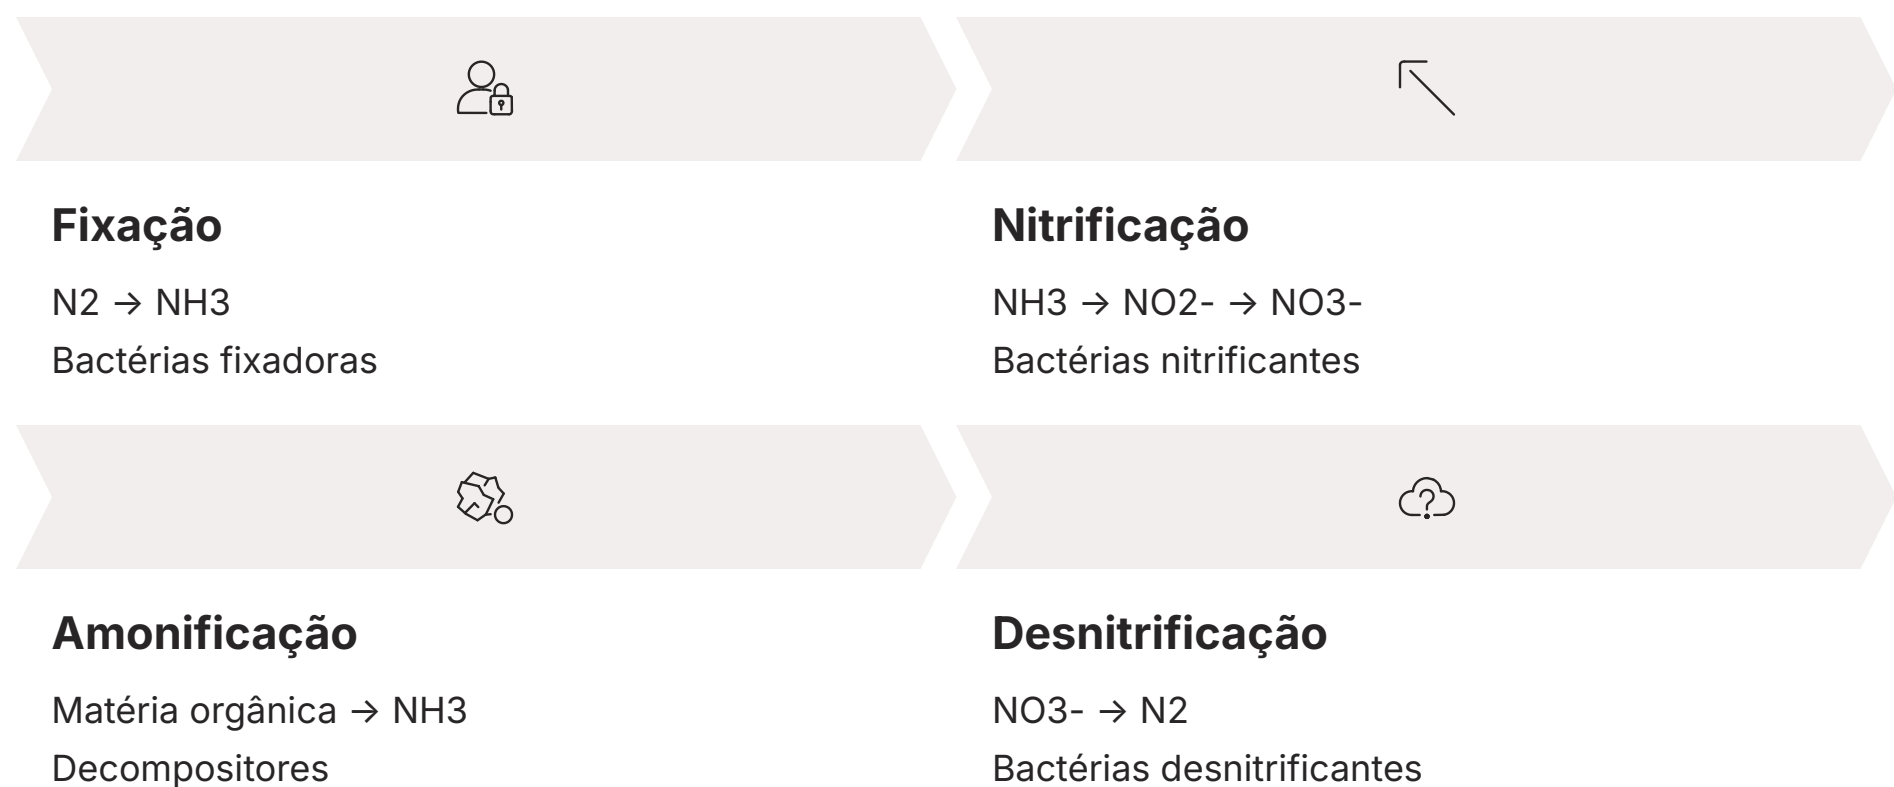 Fixação
N2 → NH3
Bactérias fixadoras
Nitrificação
NH3 → NO2- → NO3-
Bactérias nitrificantes
Amonificação
Matéria orgânica → NH3
Decompositores
Desnitrificação
NO3- → N2
Bactérias desnitrificantes